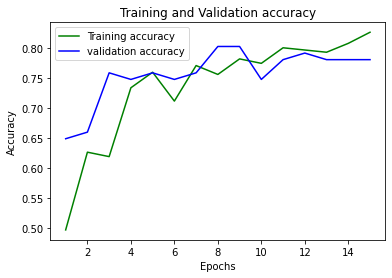 Training and Validation accuracy
Training accuracy
validation accuracy
Accuracy
0.80
0.75
0.70
0.65
0.60
0.55
0.50
2 4 6 8 10 12 14
Epochs